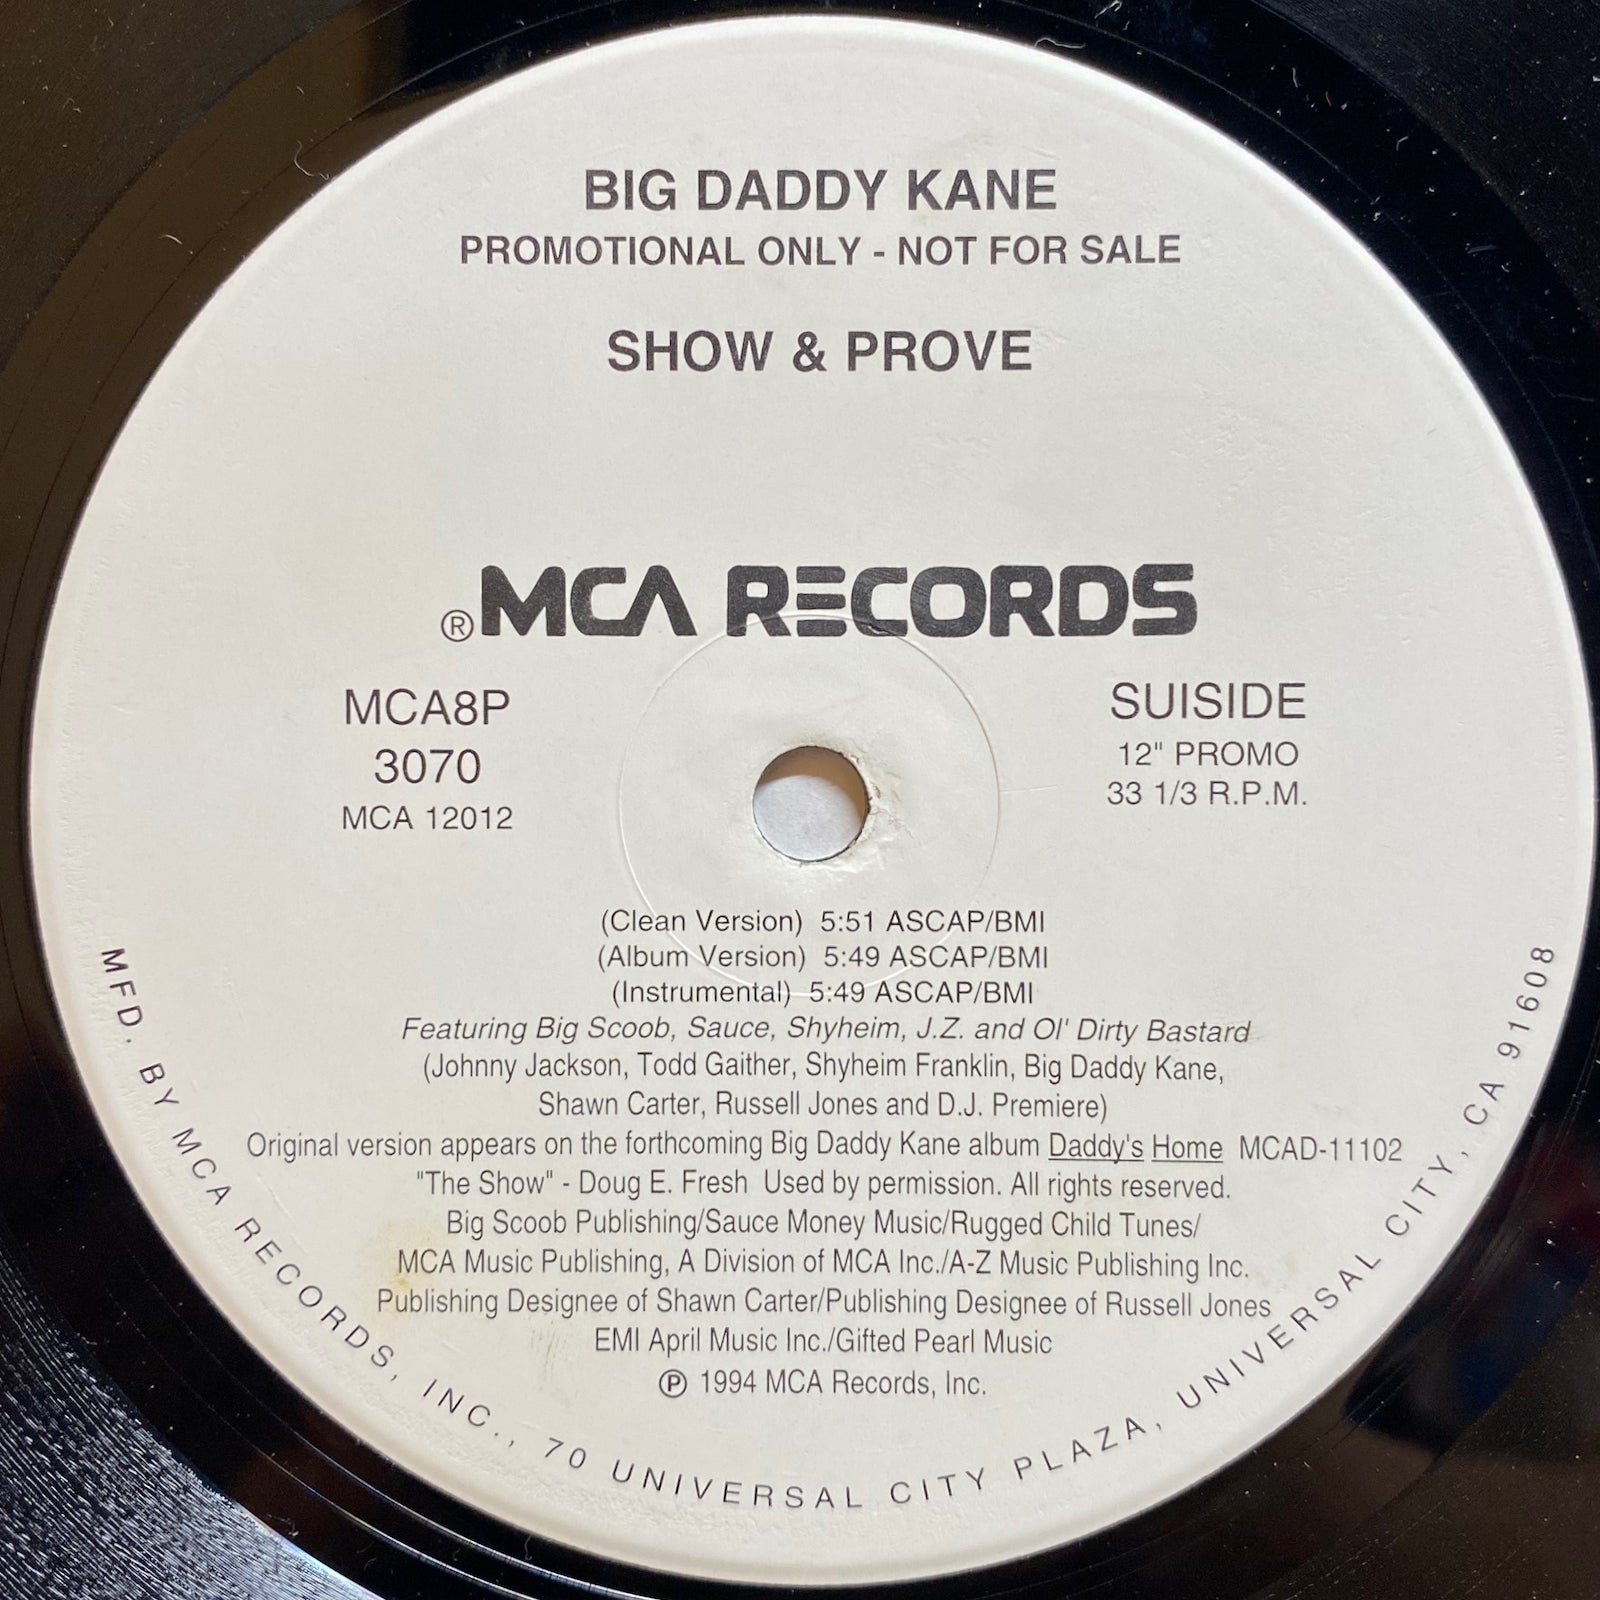 BIG DADDY KANE
PROMOTIONAL ONLY - NOT FOR SALE
SHOW & PROVE
®MCA RECORDS
MCA8P
3070
MCA 12012
SUISIDE
12" PROMO
33 1/3 R.P.M.
(Clean Version) 5:51 ASCAP/BMI
(Album Version) 5:49 ASCAP/BMI
(Instrumental) 5:49 ASCAP/BMI
Featuring Big Scoob, Sauce, Shyheim, J.Z. and Ol' Dirty Bastard
(Johnny Jackson, Todd Gaither, Shyheim Franklin, Big Daddy Kane,
Shawn Carter, Russell Jones and D.J. Premiere)
Original version appears on the forthcoming Big Daddy Kane album Daddy's Home MCAD-11102
"The Show" - Doug E. Fresh Used by permission. All rights reserved.
Big Scoob Publishing/Sauce Money Music/Rugged Child Tunes/
MCA Music Publishing, A Division of MCA Inc./A-Z Music Publishing Inc.
Publishing Designee of Shawn Carter/Publishing Designee of Russell Jones
EMI April Music Inc./Gifted Pearl Music
℗ 1994 MCA Records, Inc.
MFD. BY MCA RECORDS, INC., 70 UNIVERSAL CITY PLAZA, UNIVERSAL CITY, CA 91608